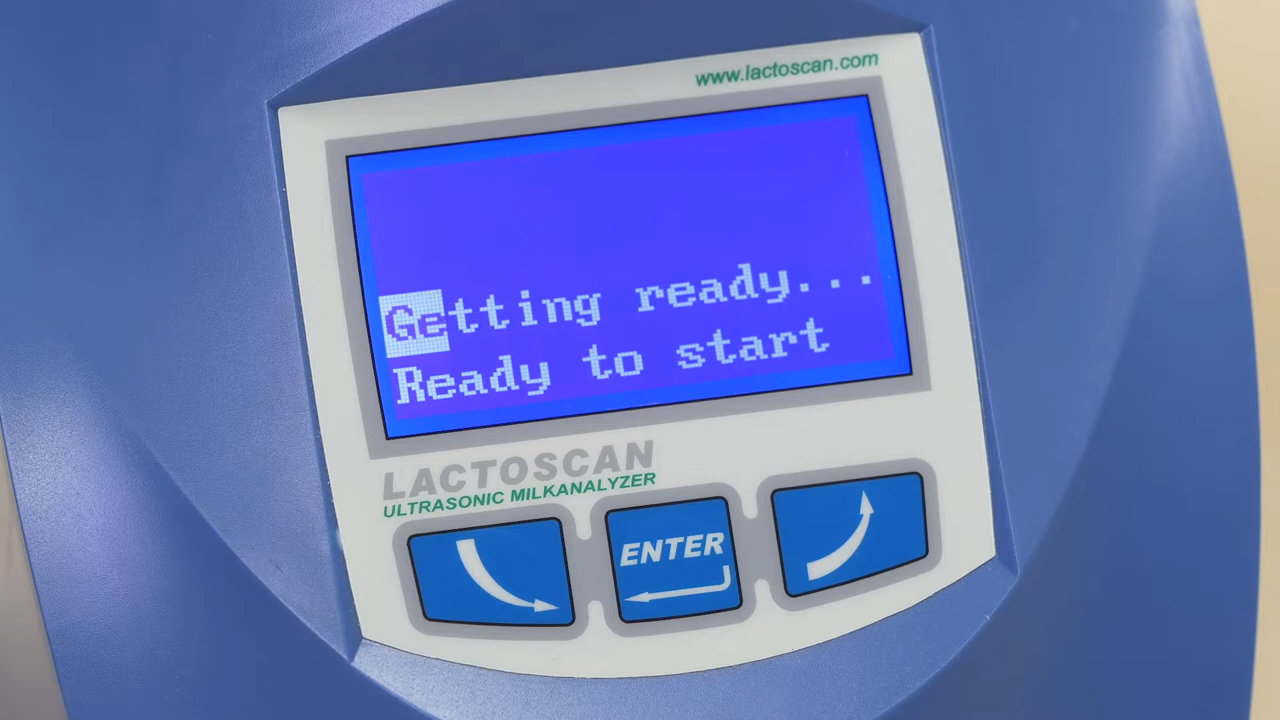 www.lactoscan.com
Getting ready...
Ready to start
LACTOSCAN
ULTRASONIC MILKANALYZER
ENTER